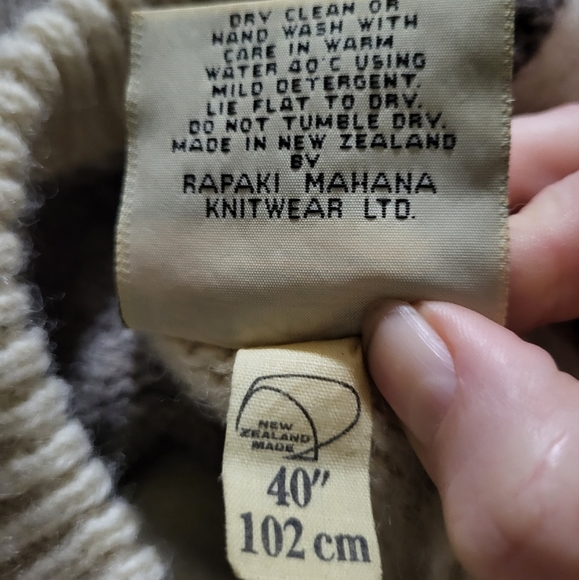 DRY CLEAN OR
HAND WASH WITH
CARE IN WARM
WATER 40°C USING
MILD DETERGENT.
LIE FLAT TO DRY.
DO NOT TUMBLE DRY.
MADE IN NEW ZEALAND
BY
RAPAKI MAHANA
KNITWEAR LTD.
NEW
ZEALAND
MADE
40"
102 cm